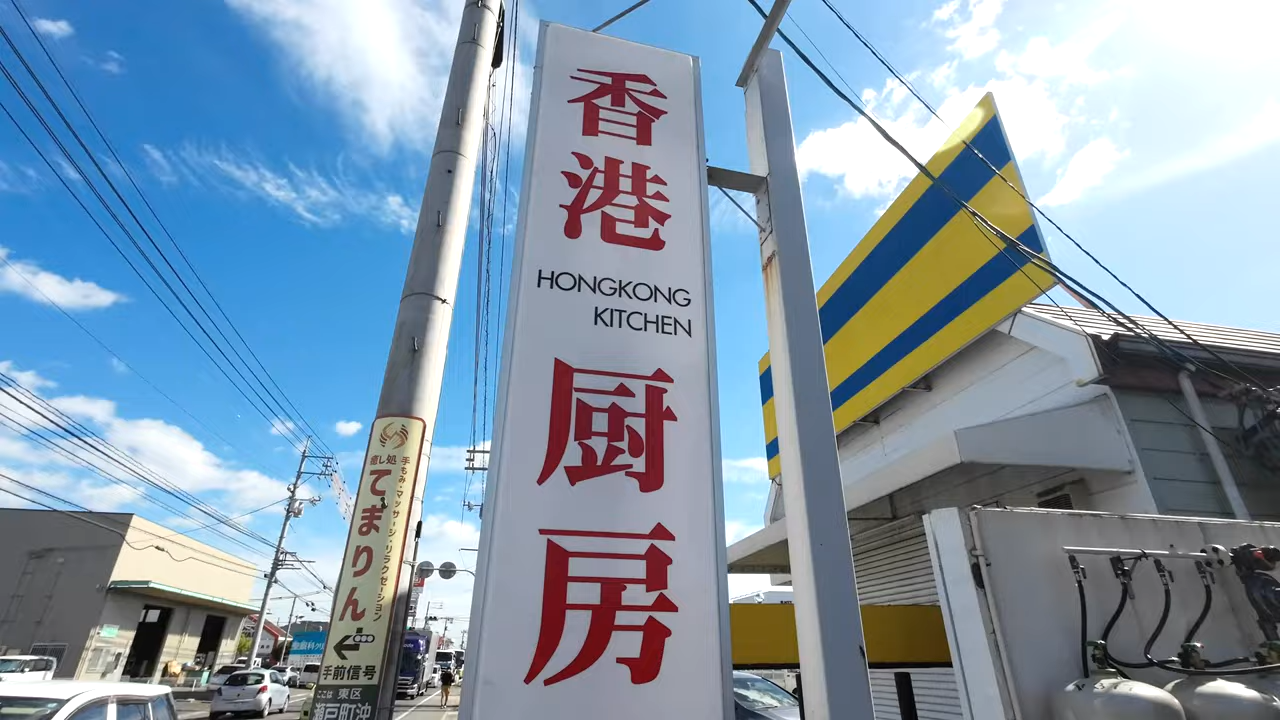 香港
HONGKONG
KITCHEN
厨房
癒し処
手もみ・マッサージ・リラクゼーション
てまりん
手前信号
ここは 東区
瀬戸町沖